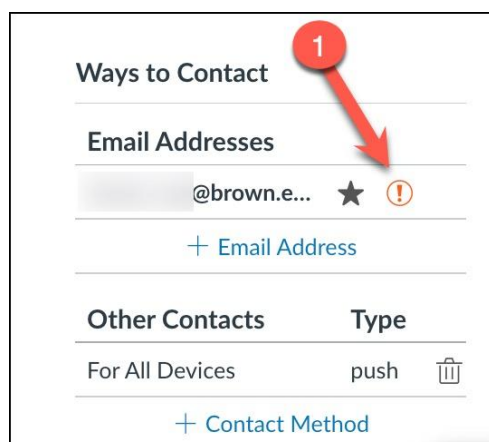 1
Ways to Contact
Email Addresses
@brown.e...
+ Email Address
Other Contacts Type
For All Devices push
+ Contact Method